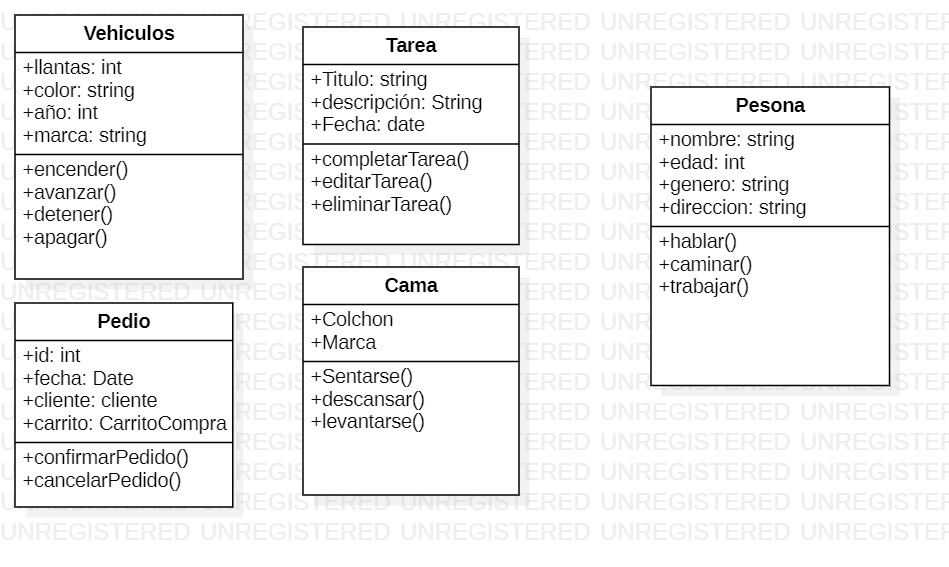 Vehiculos
+llantas: int
+color: string
+año: int
+marca: string
+encender()
+avanzar()
+detener()
+apagar()
Tarea
+Titulo: string
+descripción: String
+Fecha: date
+completarTarea()
+editarTarea()
+eliminarTarea()
Pesona
+nombre: string
+edad: int
+genero: string
+direccion: string
+hablar()
+caminar()
+trabajar()
Pedio
+id: int
+fecha: Date
+cliente: cliente
+carrito: CarritoCompra
+confirmarPedido()
+cancelarPedido()
Cama
+Colchon
+Marca
+Sentarse()
+descansar()
+levantarse()
UNREGISTERED UNREGISTERED UNREGISTERED UNREGISTERED